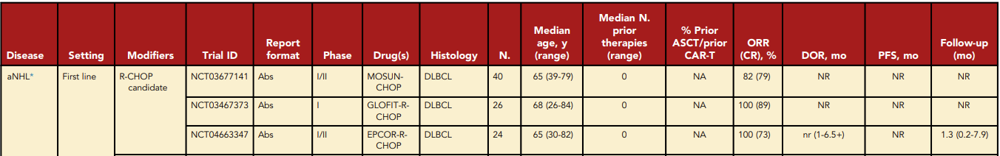 Disease Setting Modifiers Trial ID Report format Phase Drug(s) Histology N. Median age, y (range) Median N. prior therapies (range) % Prior ASCT/prior CAR-T ORR (CR), % DOR, mo PFS, mo Follow-up (mo)
aNHL* First line R-CHOP candidate NCT03677141 Abs I/II MOSUN-CHOP DLBCL 40 65 (39-79) 0 NA 82 (79) NR NR NR
NCT03467373 Abs I GLOFIT-R-CHOP DLBCL 26 68 (26-84) 0 NA 100 (89) NR NR NR
NCT04663347 Abs I/II EPCOR-R-CHOP DLBCL 24 65 (30-82) 0 NA 100 (73) nr (1-6.5+) NR 1.3 (0.2-7.9)